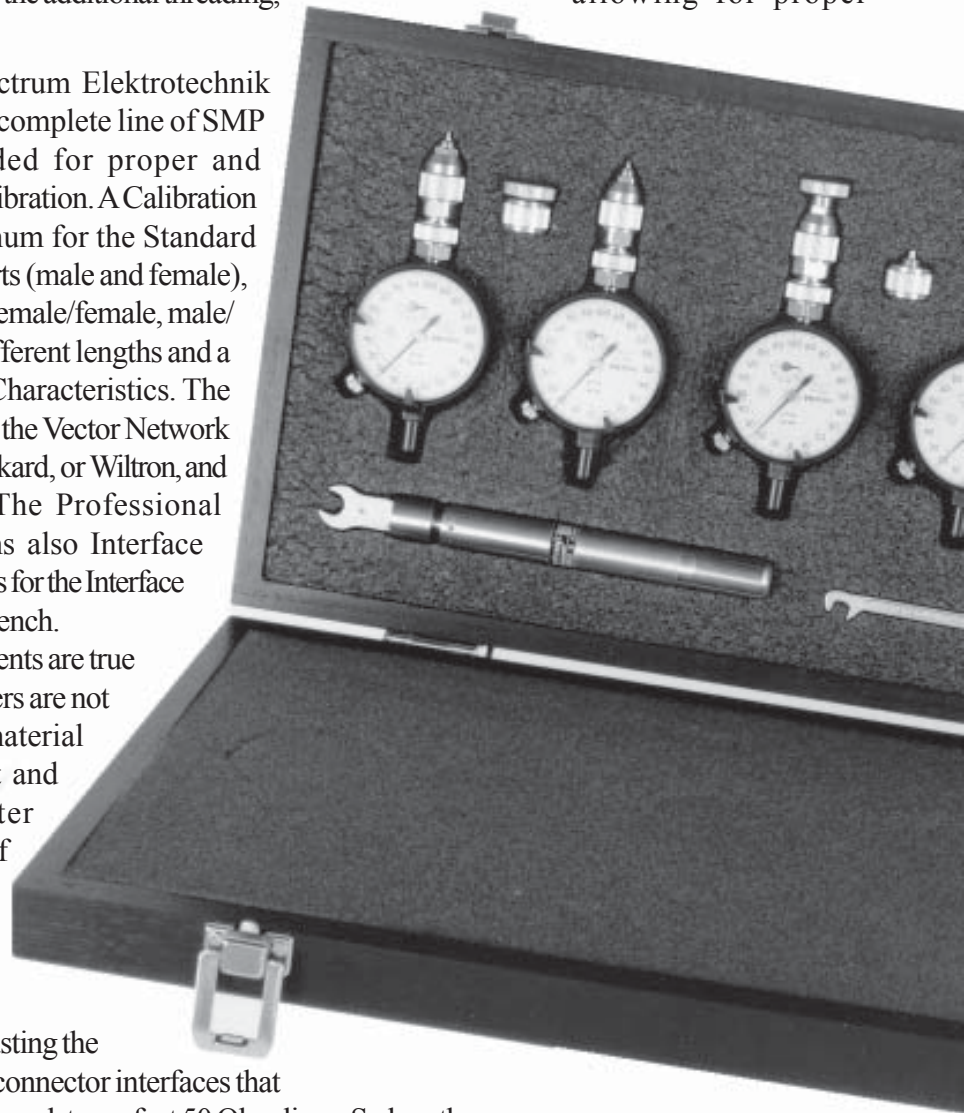 the additional threading,
allowing for proper
ctrum Elektrotechnik
complete line of SMP
ded for proper and
ibration. A Calibration
num for the Standard
rts (male and female),
emale/female, male/
fferent lengths and a
Characteristics. The
the Vector Network
kard, or Wiltron, and
The Professional
ns also Interface
s for the Interface
ench.
ents are true
ers are not
naterial
t and
ter
f
sting the
connector interfaces that